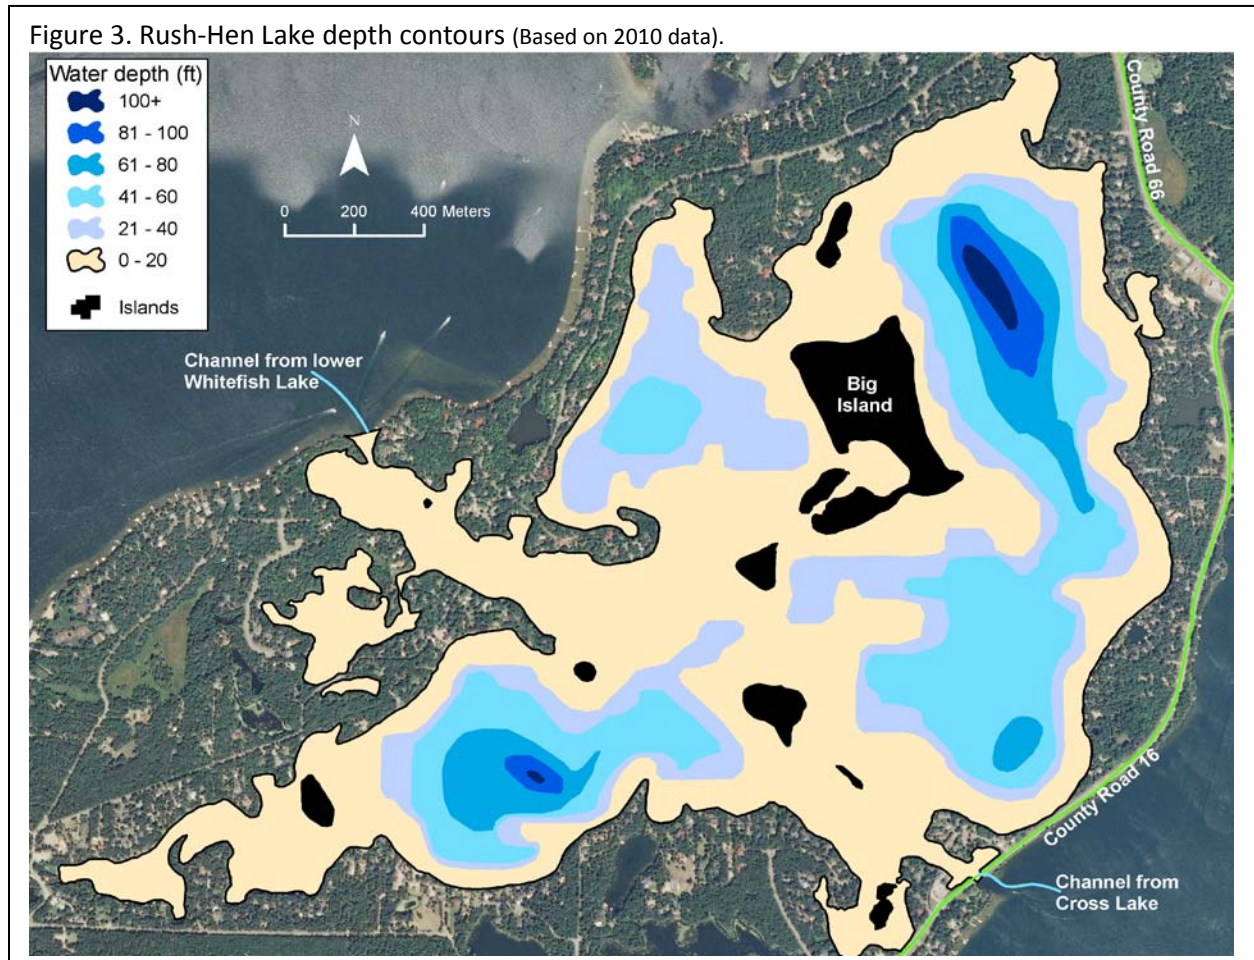 Figure 3. Rush-Hen Lake depth contours (Based on 2010 data).
Water depth (ft)
100+
81 - 100
61 - 80
41 - 60
21 - 40
0 - 20
Islands
N
0 200 400 Meters
County Road 66
Channel from lower
Whitefish Lake
Big
Island
County Road 16
Channel from
Cross Lake